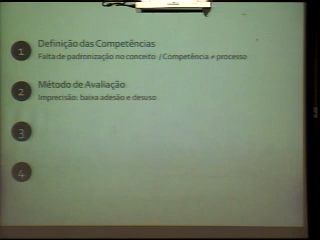 1
Definição das Competências
Falta de padronização no conceito / Competência ≠ processo
2
Método de Avaliação
Imprecisão: baixa adesão e desuso
3
4